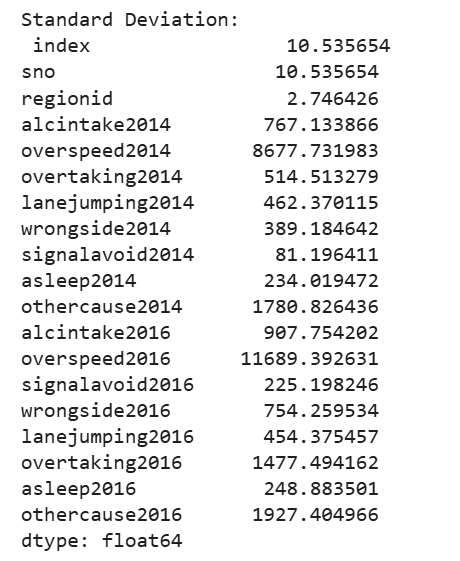 Standard Deviation:
index 10.535654
sno 10.535654
regionid 2.746426
alcintake2014 767.133866
overspeed2014 8677.731983
overtaking2014 514.513279
lanejumping2014 462.370115
wrongside2014 389.184642
signalavoid2014 81.196411
asleep2014 234.019472
othercause2014 1780.826436
alcintake2016 907.754202
overspeed2016 11689.392631
signalavoid2016 225.198246
wrongside2016 754.259534
lanejumping2016 454.375457
overtaking2016 1477.494162
asleep2016 248.883501
othercause2016 1927.404966
dtype: float64